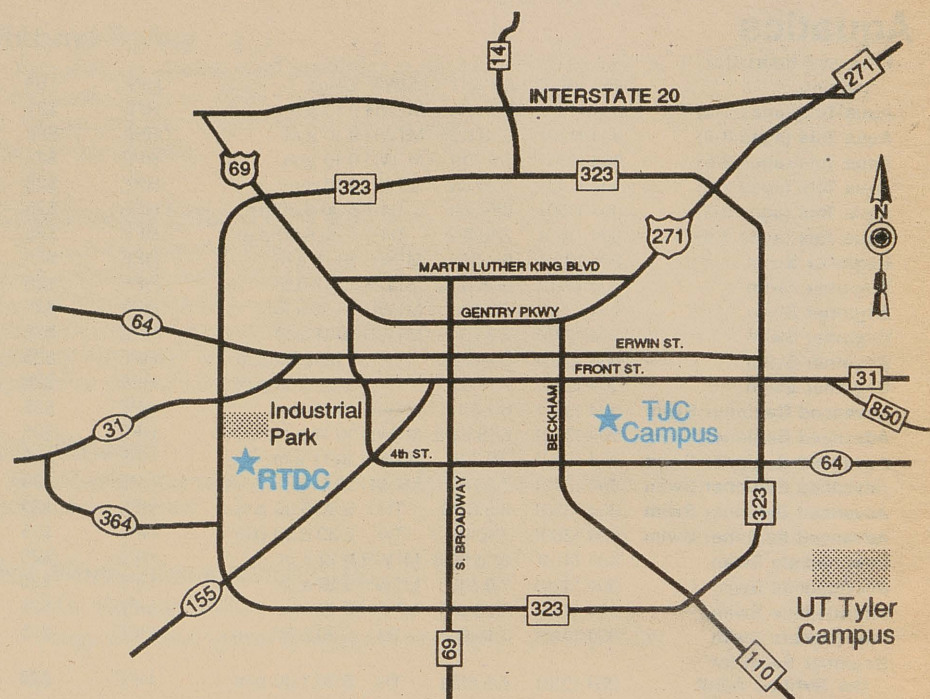 14
271
INTERSTATE 20
69
323
323
271
N
MARTIN LUTHER KING BLVD
64
GENTRY PKWY
ERWIN ST.
FRONT ST.
31
850
BECKHAM
Industrial
Park
TJC
Campus
31
4th ST.
64
RTDC
S. BROADWAY
323
364
155
323
UT Tyler
Campus
69
110